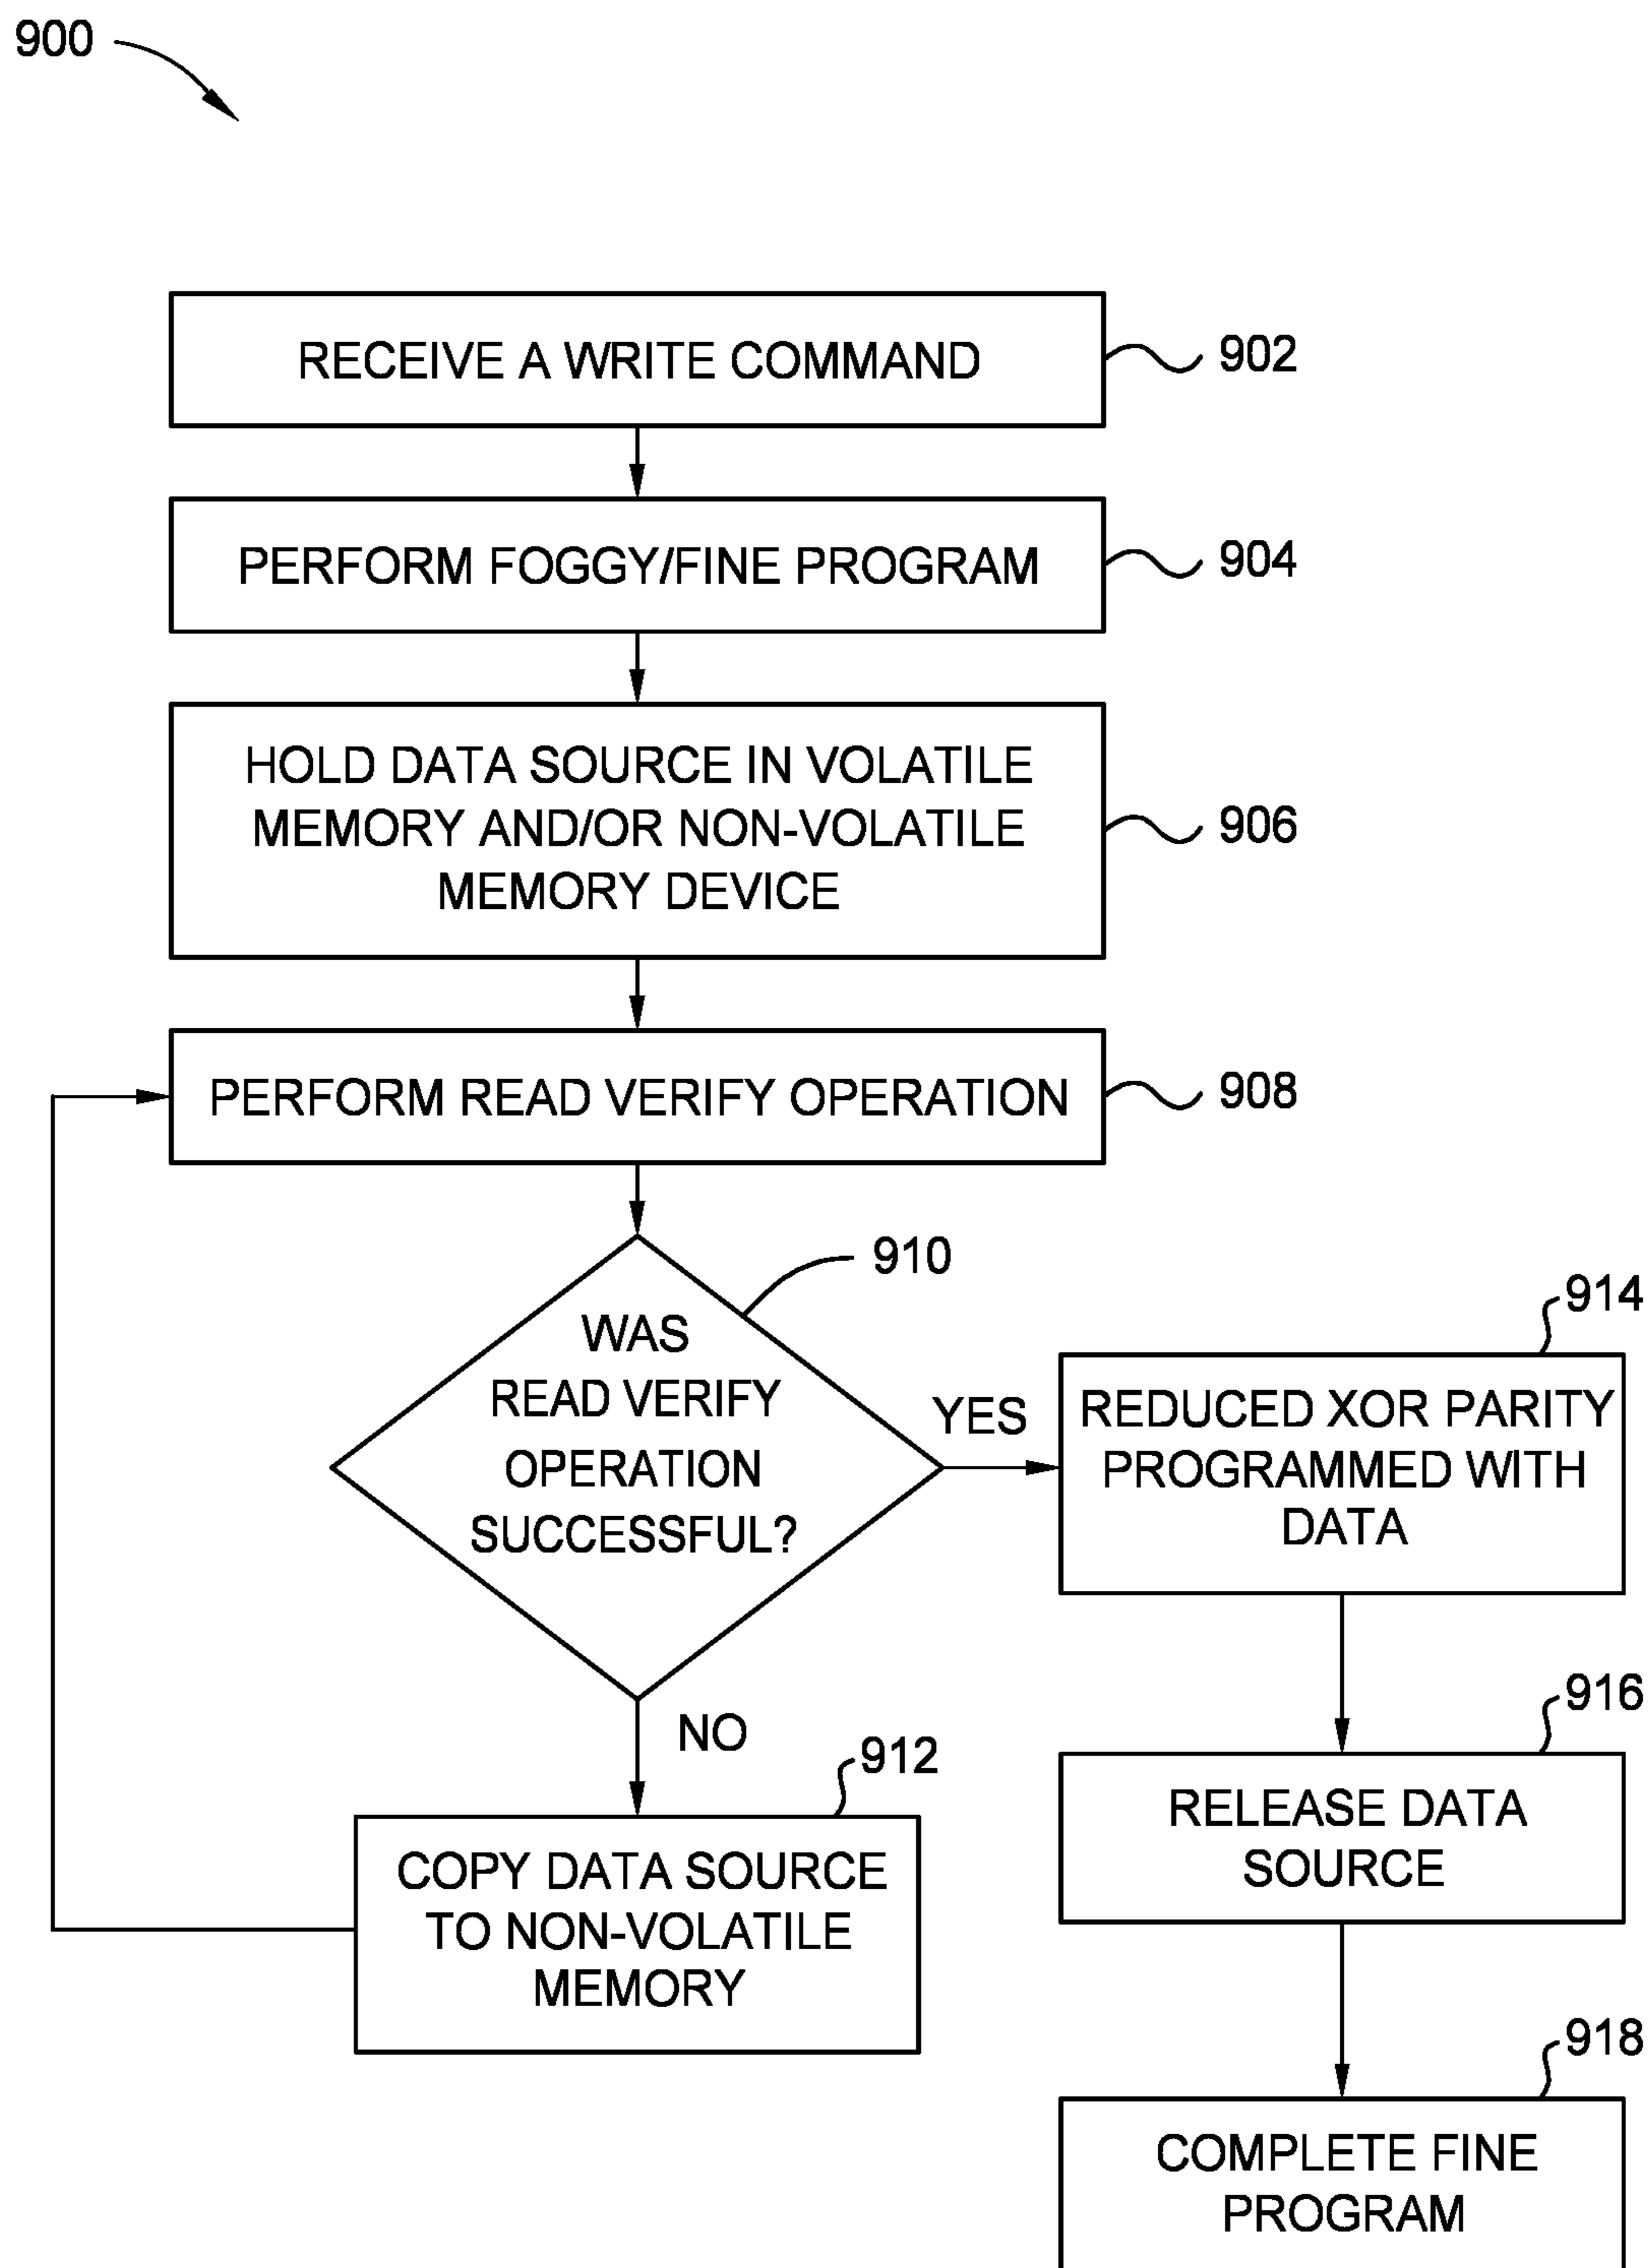 900
RECEIVE A WRITE COMMAND
902
PERFORM FOGGY/FINE PROGRAM
904
HOLD DATA SOURCE IN VOLATILE
MEMORY AND/OR NON-VOLATILE
MEMORY DEVICE
906
PERFORM READ VERIFY OPERATION
908
910
WAS
READ VERIFY
OPERATION
SUCCESSFUL?
YES
914
REDUCED XOR PARITY
PROGRAMMED WITH
DATA
NO
912
COPY DATA SOURCE
TO NON-VOLATILE
MEMORY
916
RELEASE DATA
SOURCE
918
COMPLETE FINE
PROGRAM